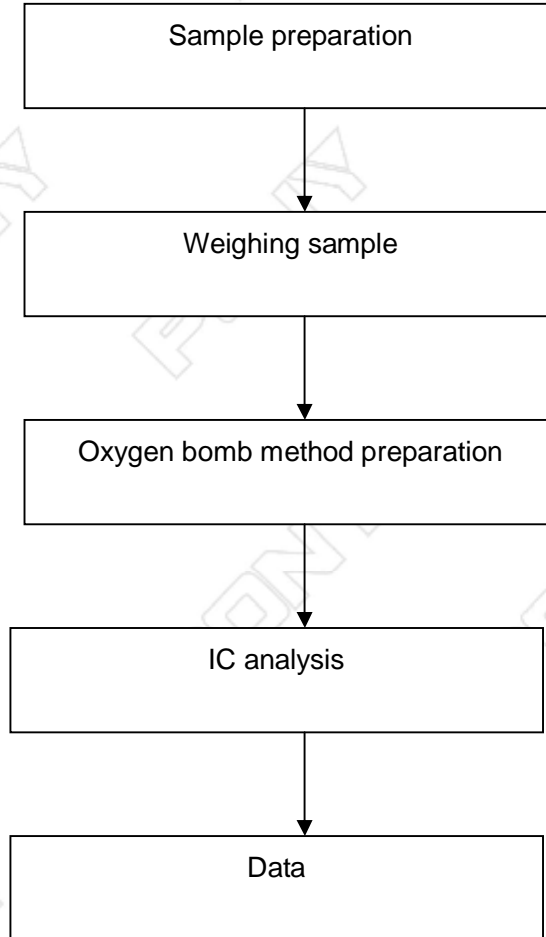 Sample preparation
Weighing sample
Oxygen bomb method preparation
IC analysis
Data